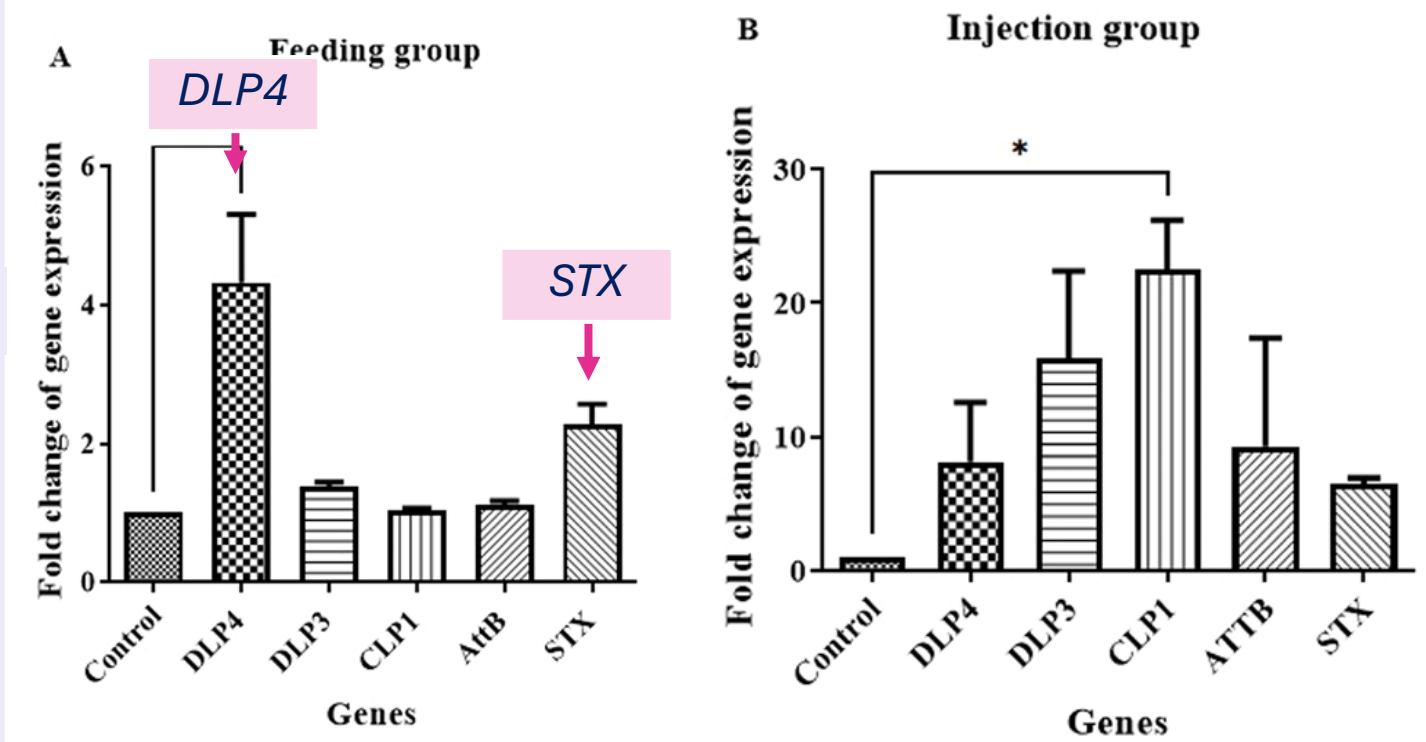 A
Feeding group
DLP4
STX
Fold change of gene expression
6
4
2
0
Control
DLP4
DLP3
CLP1
AttB
STX
Genes
B
Injection group
*
Fold change of gene expression
30
20
10
0
Control
DLP4
DLP3
CLP1
ATTB
STX
Genes